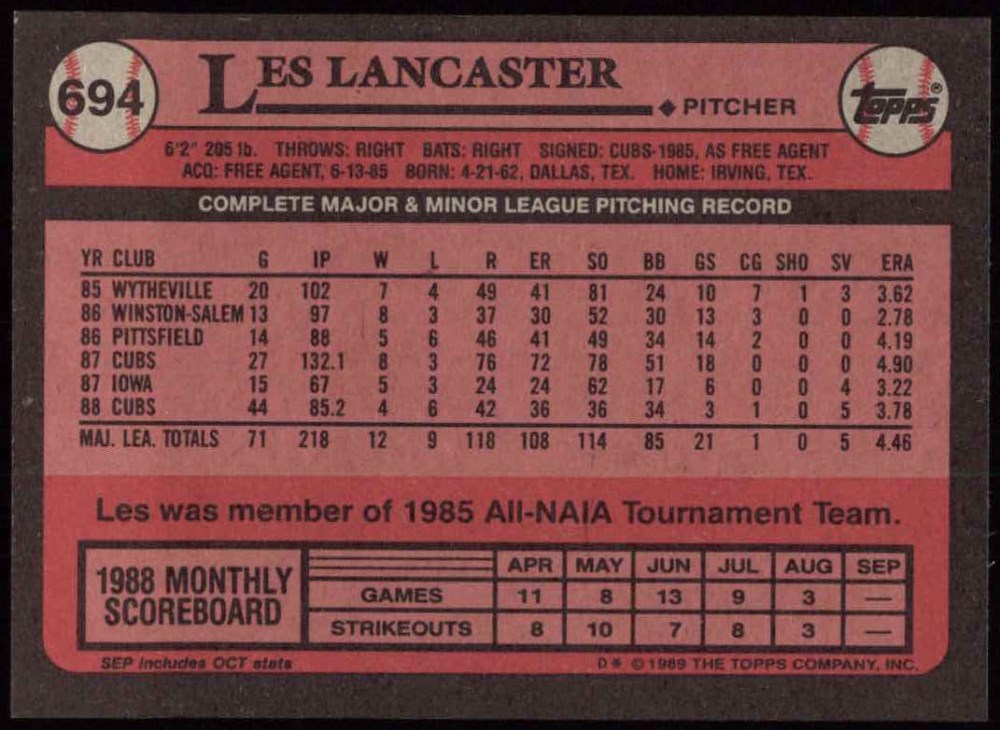 694 LES LANCASTER
◆ PITCHER Topps®
6'2" 205 lb. THROWS: RIGHT BATS: RIGHT SIGNED: CUBS-1985, AS FREE AGENT
ACQ: FREE AGENT, 6-13-85 BORN: 4-21-62, DALLAS, TEX. HOME: IRVING, TEX.
COMPLETE MAJOR & MINOR LEAGUE PITCHING RECORD
YR CLUB G IP W L R ER SO BB GS CG SHO SV ERA
85 WYTHEVILLE 20 102 7 4 49 41 81 24 10 7 1 3 3.62
86 WINSTON-SALEM 13 97 8 3 37 30 52 30 13 3 0 0 2.78
86 PITTSFIELD 14 88 5 6 46 41 49 34 14 2 0 0 4.19
87 CUBS 27 132.1 8 3 76 72 78 51 18 0 0 0 4.90
87 IOWA 15 67 5 3 24 24 62 17 6 0 0 4 3.22
88 CUBS 44 85.2 4 6 42 36 36 34 3 1 0 5 3.78
MAJ. LEA. TOTALS 71 218 12 9 118 108 114 85 21 1 0 5 4.46
Les was member of 1985 All-NAIA Tournament Team.
1988 MONTHLY SCOREBOARD
APR MAY JUN JUL AUG SEP
GAMES 11 8 13 9 3 —
STRIKEOUTS 8 10 7 8 3 —
SEP includes OCT stats D* © 1989 THE TOPPS COMPANY, INC.